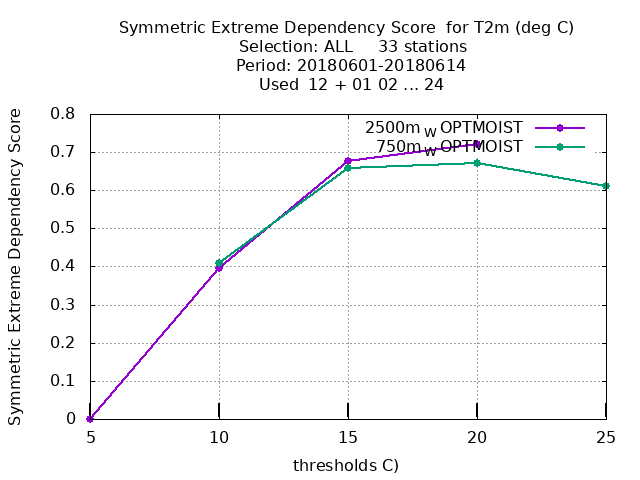 Symmetric Extreme Dependency Score  for T2m (deg C)
Selection: ALL     33 stations
Period: 20180601-20180614
Used  12 + 01 02 ... 24
Symmetric Extreme Dependency Score
0.8
0.7
0.6
0.5
0.4
0.3
0.2
0.1
0
2500m W OPTMOIST
750m W OPTMOIST
5 10 15 20 25
thresholds C)